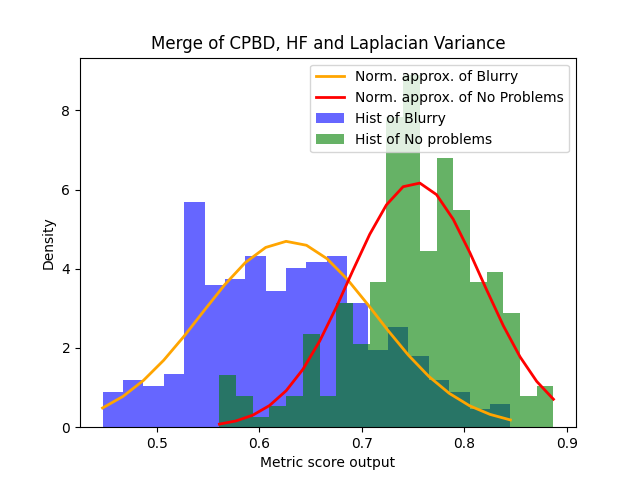 Merge of CPBD, HF and Laplacian Variance
Norm. approx. of Blurry
Norm. approx. of No Problems
Hist of Blurry
Hist of No problems
Density
8
6
4
2
0
0.5 0.6 0.7 0.8 0.9
Metric score output